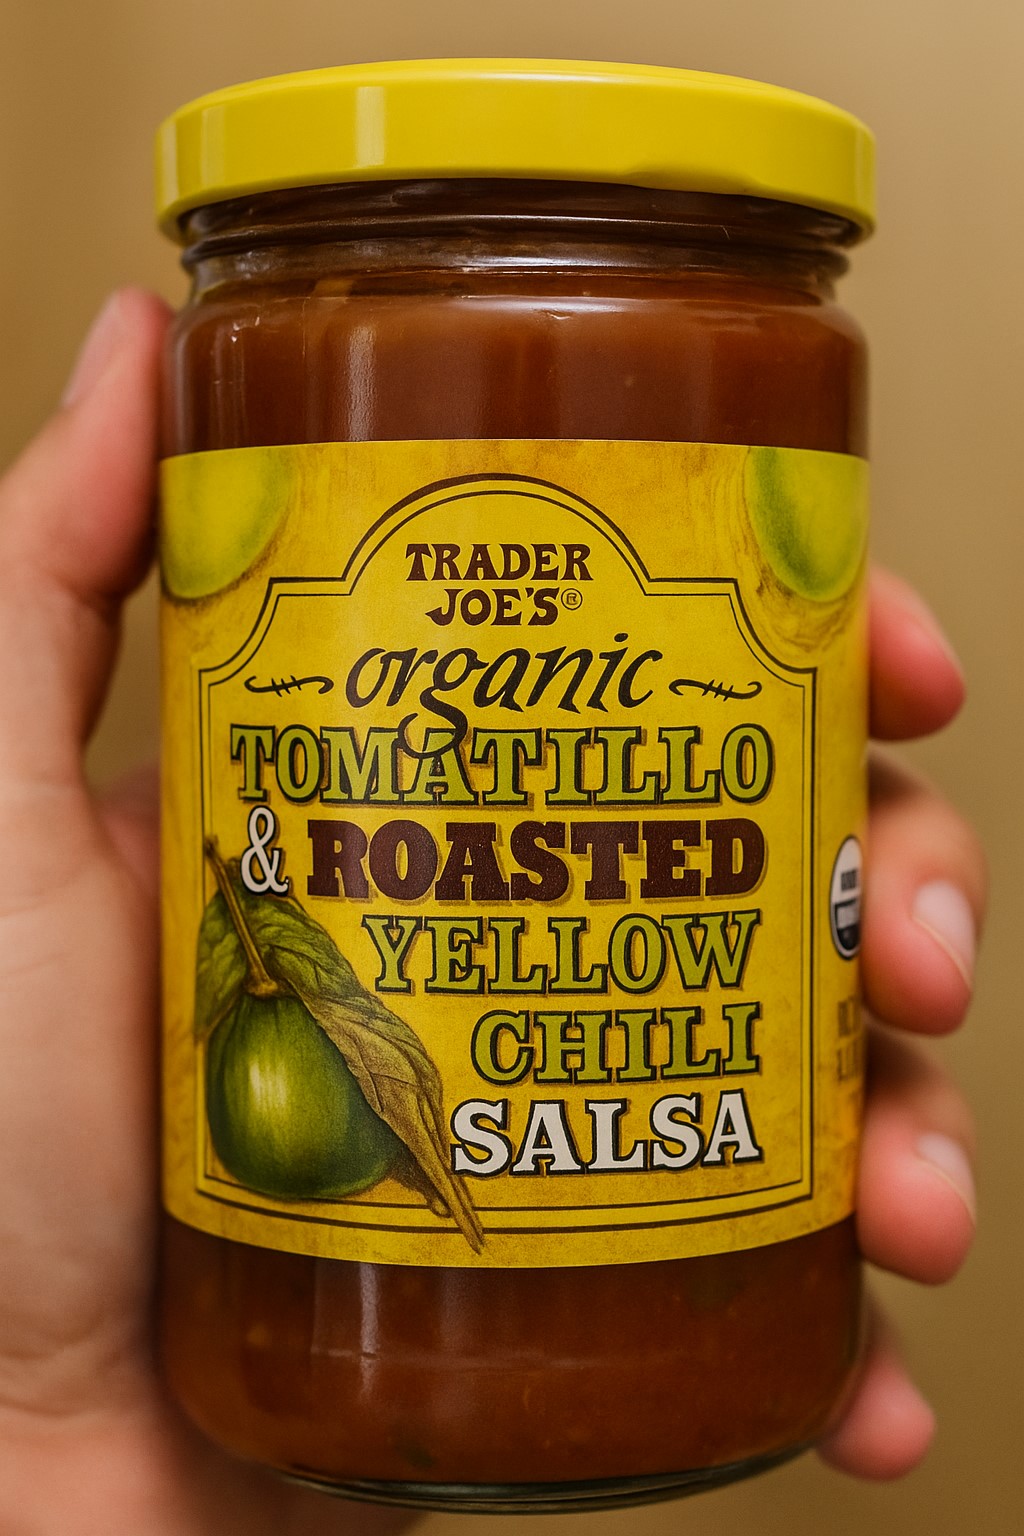 TRADER
JOE'S®
organic
TOMATILLO
& ROASTED
YELLOW
CHILI
SALSA